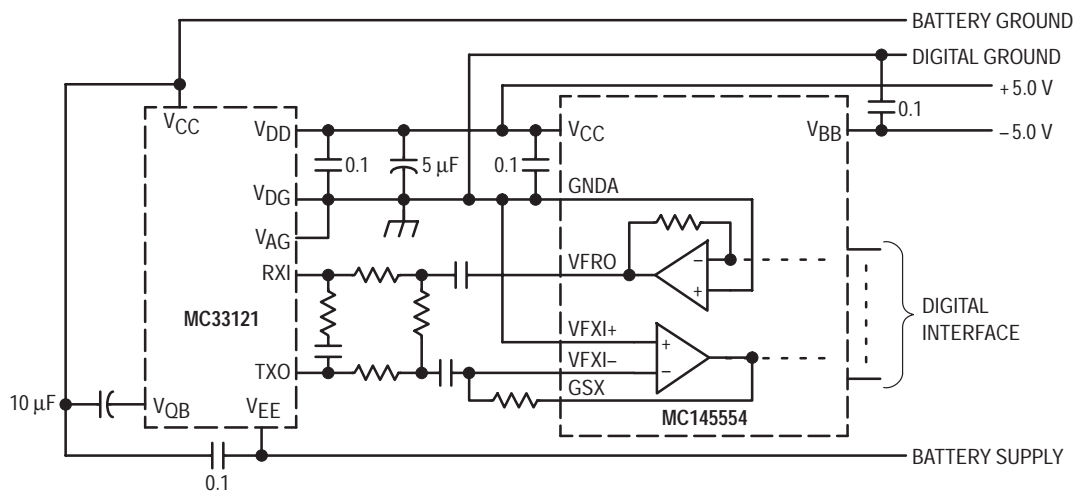 BATTERY GROUND
DIGITAL GROUND
+ 5.0 V
0.1
– 5.0 V
VCC
VDD
0.1
5 µF
0.1
VCC
VBB
VDG
GNDA
VAG
RXI
VFRO
–
+
MC33121
DIGITAL
INTERFACE
VFXI+
+
VFXI–
–
TXO
GSX
10 µF
VQB
VEE
MC145554
BATTERY SUPPLY
0.1